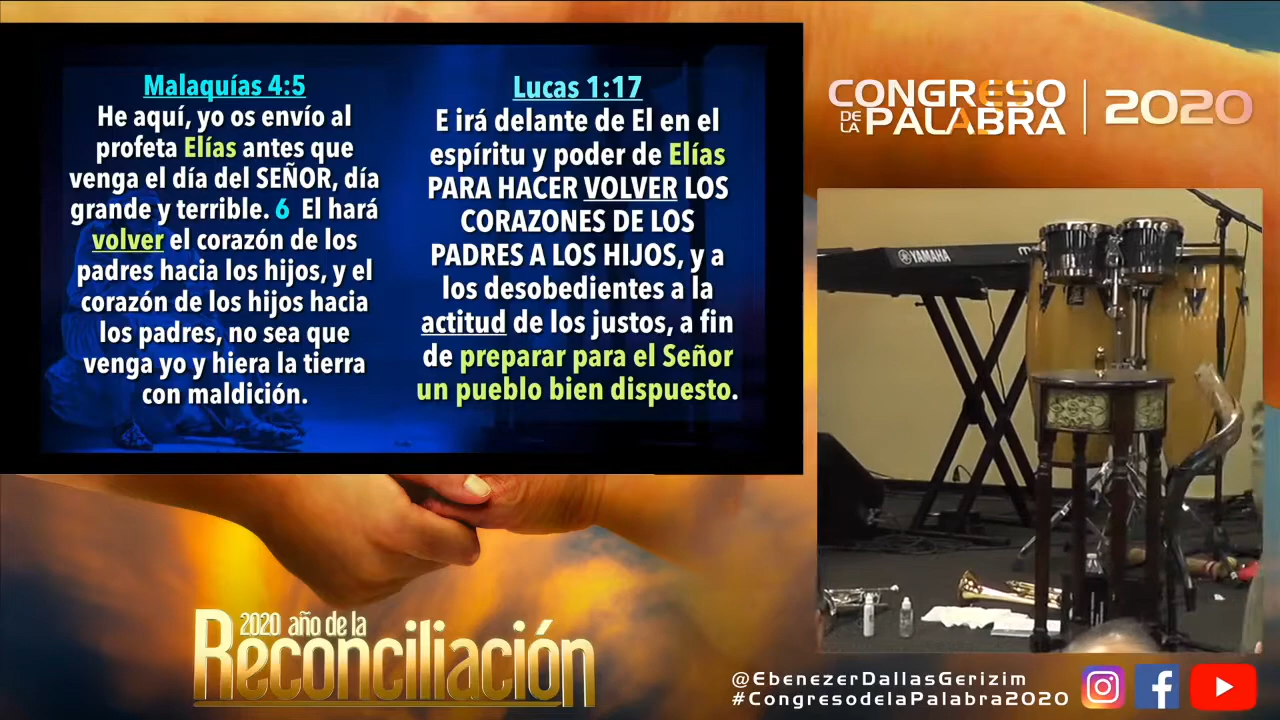 Malaquías 4:5
He aquí, yo os envío al
profeta Elías antes que
venga el día del SEÑOR, día
grande y terrible. 6 El hará
volver el corazón de los
padres hacia los hijos, y el
corazón de los hijos hacia
los padres, no sea que
venga yo y hiera la tierra
con maldición.
Lucas 1:17
E irá delante de El en el
espíritu y poder de Elías
PARA HACER VOLVER LOS
CORAZONES DE LOS
PADRES A LOS HIJOS, y a
los desobedientes a la
actitud de los justos, a fin
de preparar para el Señor
un pueblo bien dispuesto.
CONGRESO
DE LA PALABRA
2020
YAMAHA
2020 año de la
Reconciliación
@EbenezerDallasGerizim
#CongresodelaPalabra2020